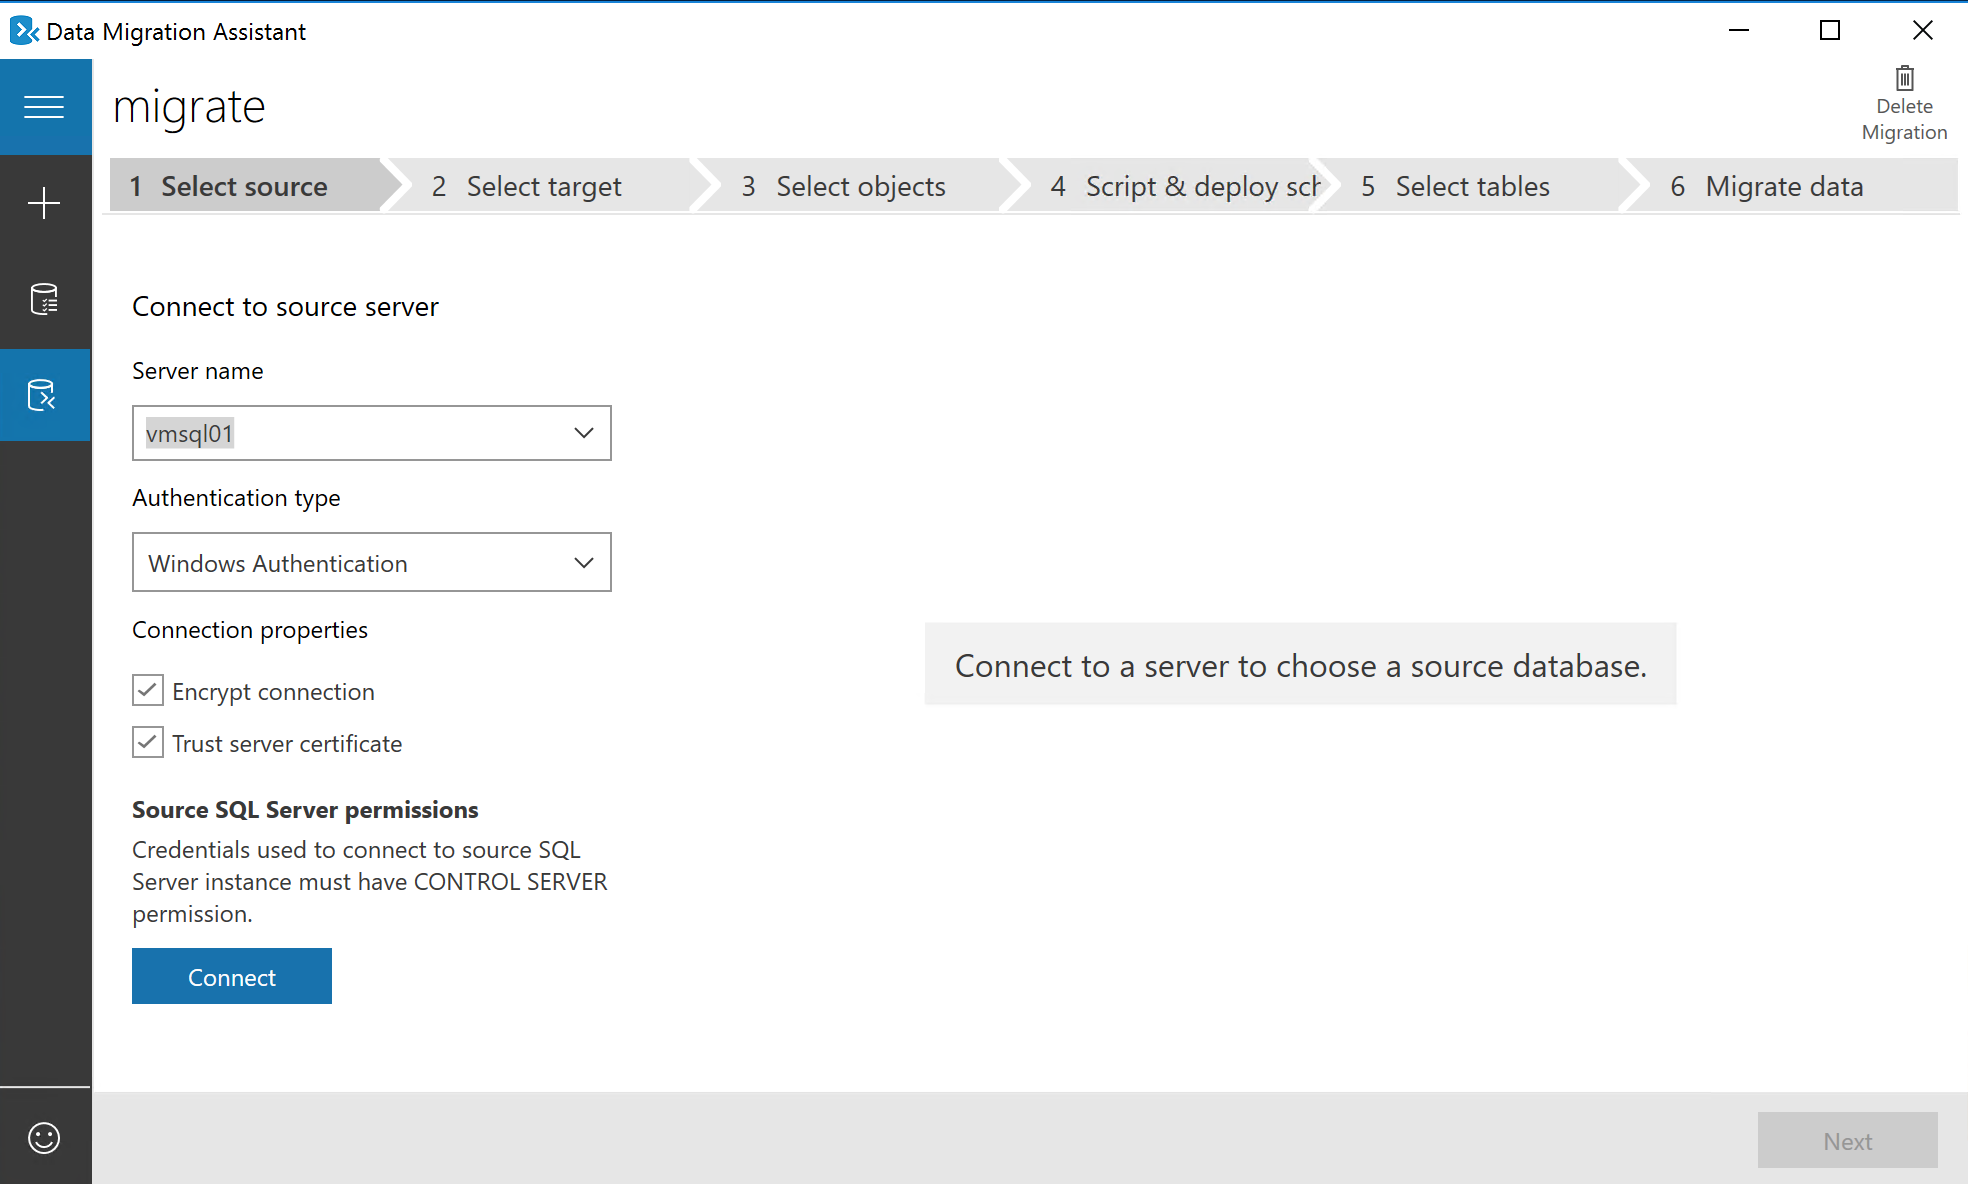 Data Migration Assistant
migrate
Delete
Migration
1 Select source
2 Select target
3 Select objects
4 Script & deploy sch
5 Select tables
6 Migrate data
Connect to source server
Server name
vmsql01
Authentication type
Windows Authentication
Connection properties
Encrypt connection
Trust server certificate
Source SQL Server permissions
Credentials used to connect to source SQL
Server instance must have CONTROL SERVER
permission.
Connect
Connect to a server to choose a source database.
Next